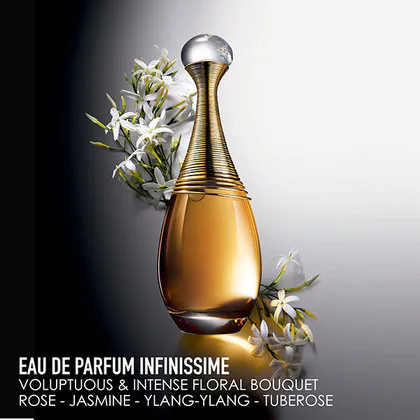 EAU DE PARFUM INFINISSIME
VOLUPTUOUS & INTENSE FLORAL BOUQUET
ROSE - JASMINE - YLANG-YLANG - TUBEROSE